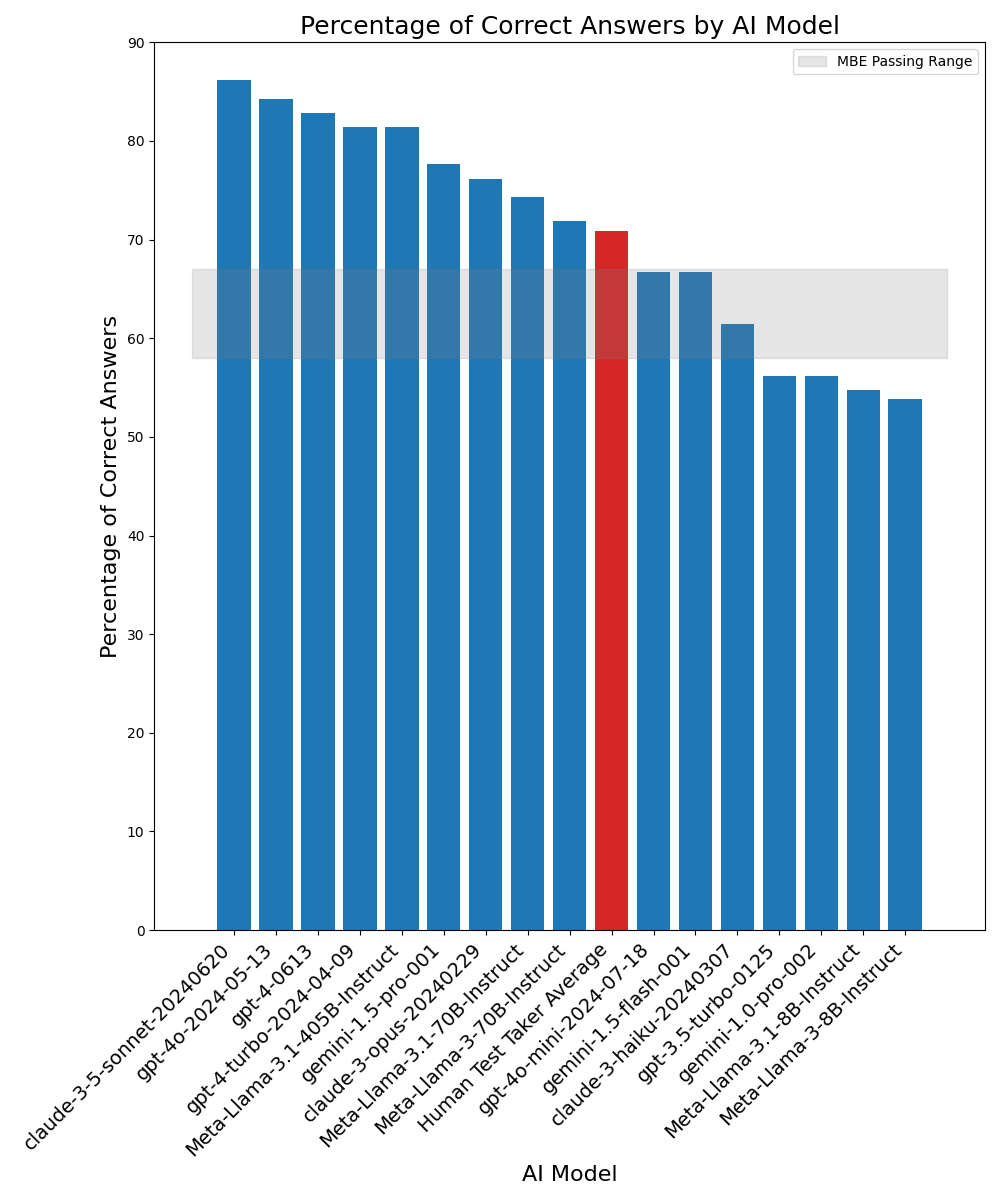 Percentage of Correct Answers by AI Model
MBE Passing Range
Percentage of Correct Answers
90
80
70
60
50
40
30
20
10
0
claude-3-5-sonnet-20240620
gpt-4o-2024-05-13
gpt-4-0613
gpt-4-turbo-2024-04-09
Meta-Llama-3.1-405B-Instruct
gemini-1.5-pro-001
claude-3-opus-20240229
Meta-Llama-3.1-70B-Instruct
Meta-Llama-3-70B-Instruct
Human Test Taker Average
gpt-4o-mini-2024-07-18
gemini-1.5-flash-001
claude-3-haiku-20240307
gpt-3.5-turbo-0125
gemini-1.0-pro-002
Meta-Llama-3.1-8B-Instruct
Meta-Llama-3-8B-Instruct
AI Model